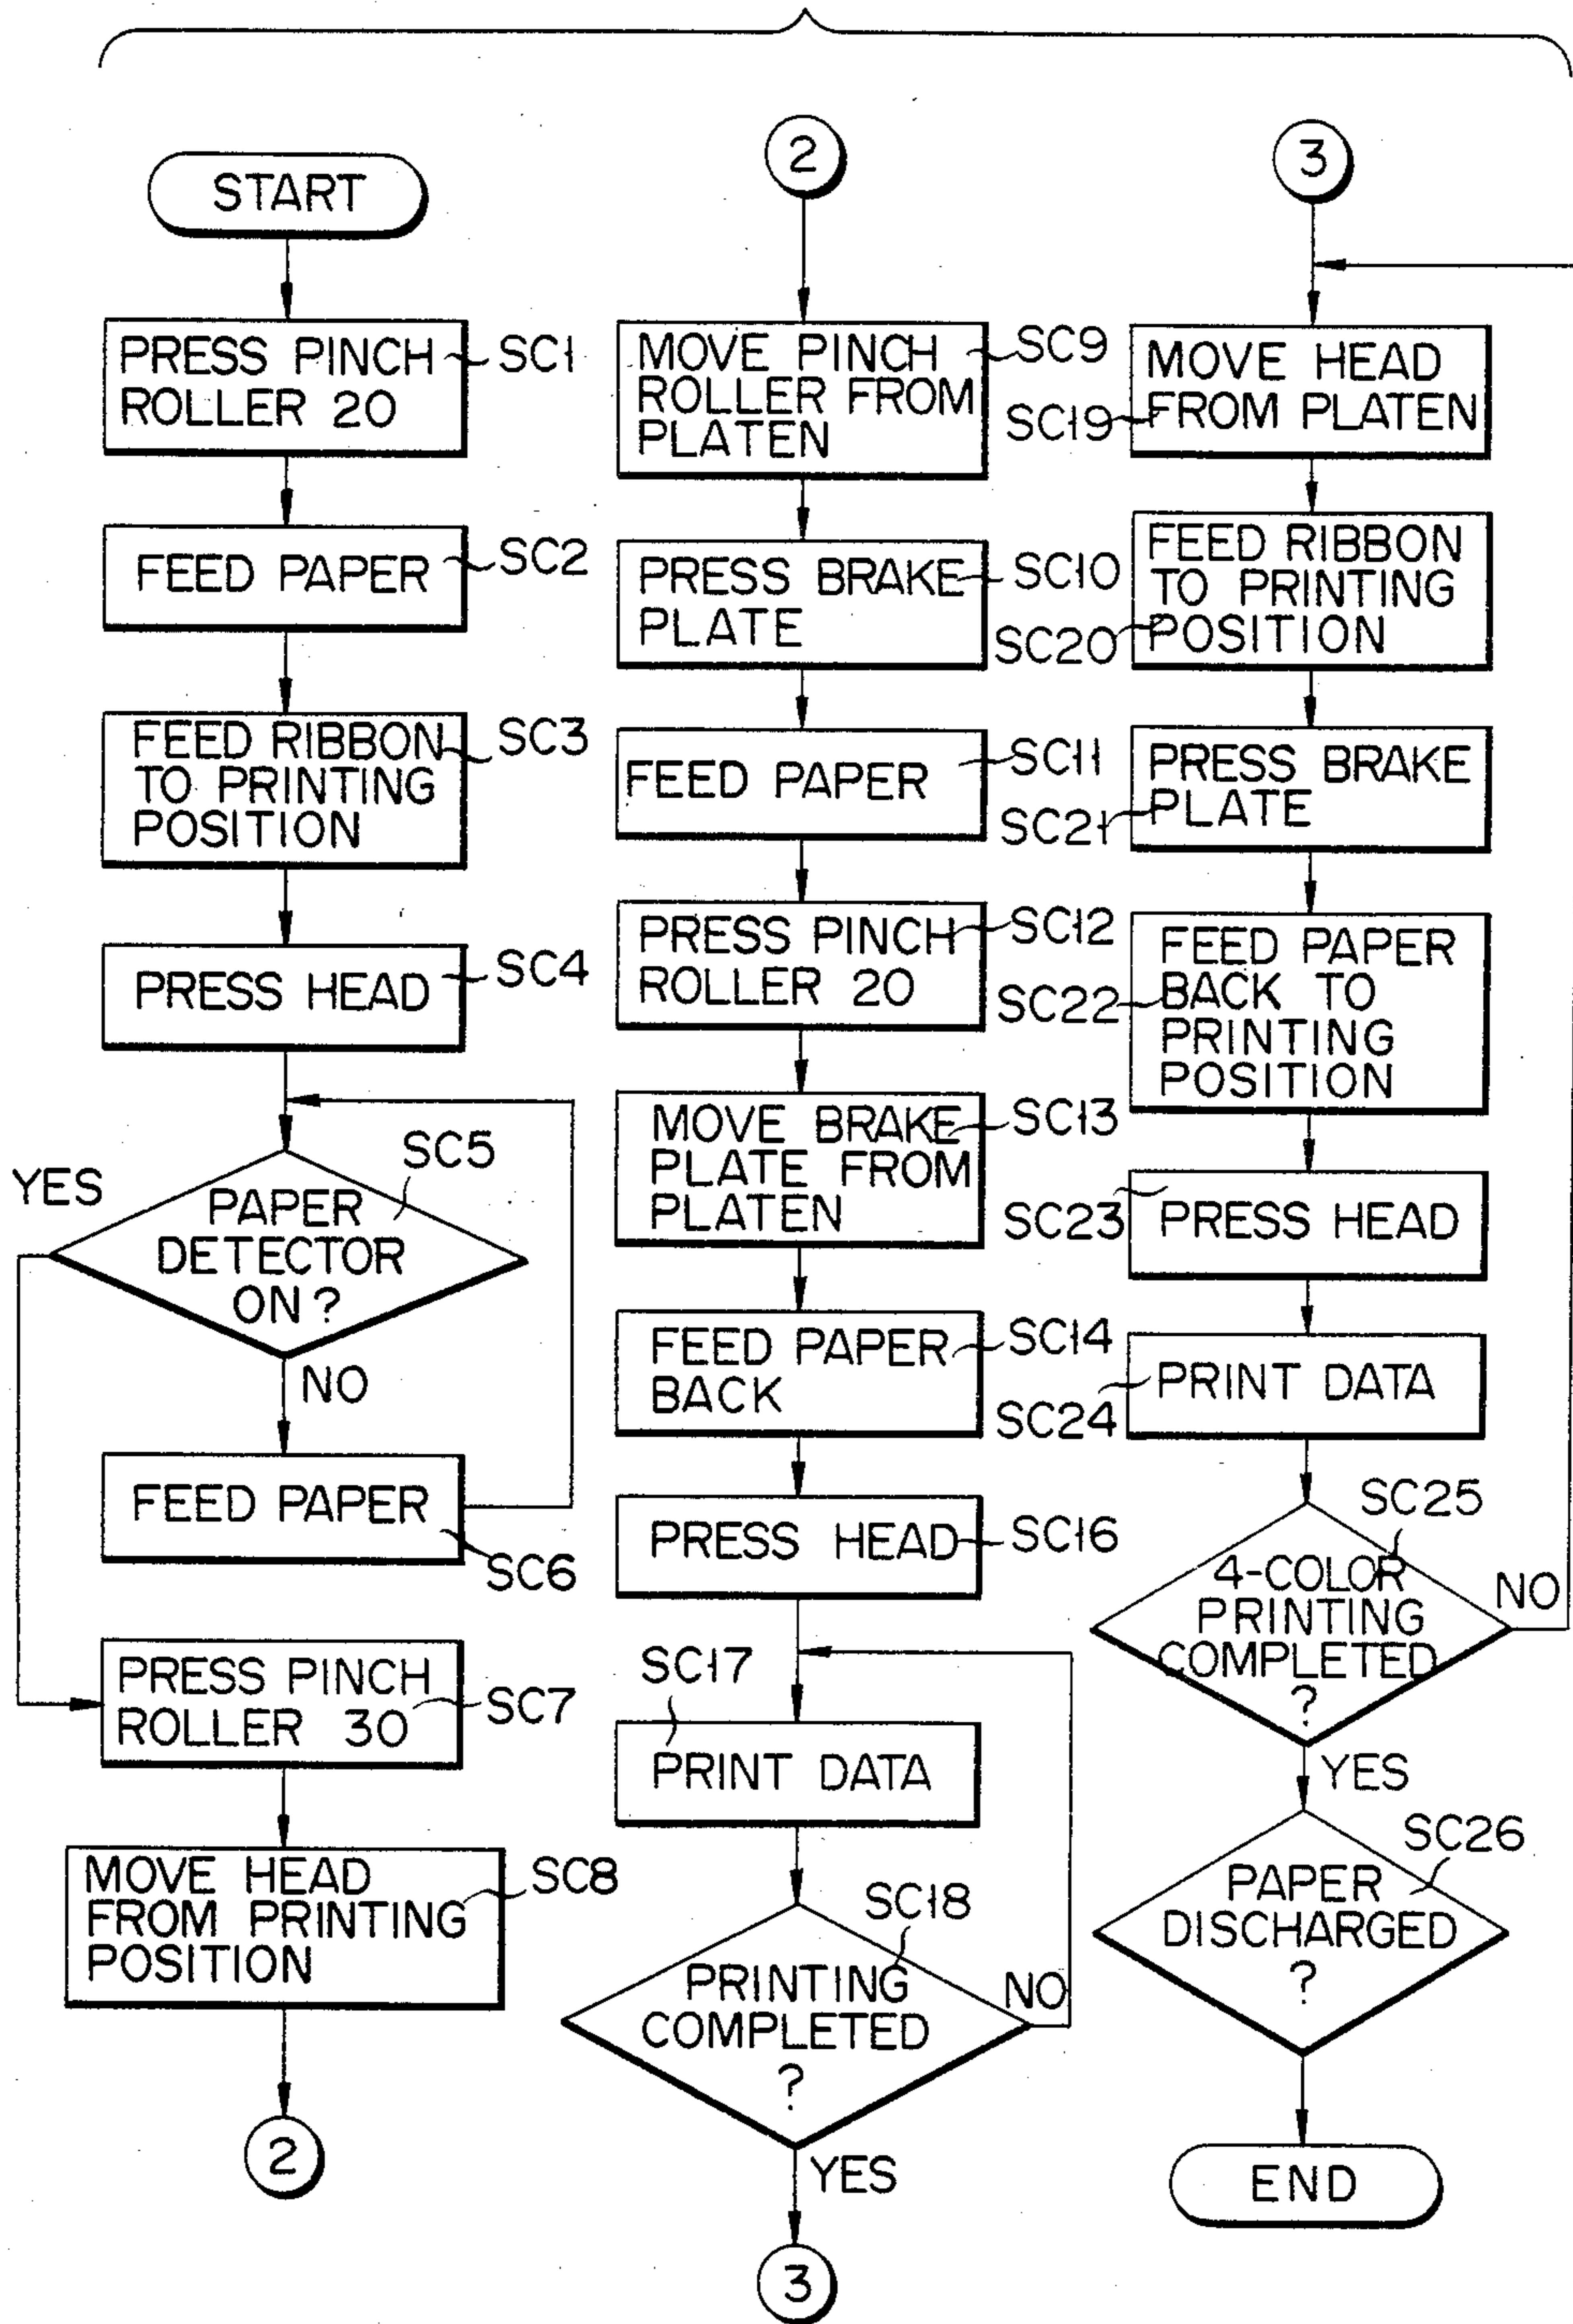 START
PRESS PINCH
ROLLER 20
SC1
FEED PAPER
SC2
FEED RIBBON
TO PRINTING
POSITION
SC3
PRESS HEAD
SC4
SC5
YES
PAPER
DETECTOR
ON?
NO
FEED PAPER
SC6
PRESS PINCH
ROLLER 30
SC7
MOVE HEAD
FROM PRINTING
POSITION
SC8
2
2
MOVE PINCH
ROLLER FROM
PLATEN
SC9
PRESS BRAKE
PLATE
SC10
FEED PAPER
SC11
PRESS PINCH
ROLLER 20
SC12
MOVE BRAKE
PLATE FROM
PLATEN
SC13
FEED PAPER
BACK
SC14
PRESS HEAD
SC16
SC17
PRINT DATA
SC18
PRINTING
COMPLETED
?
NO
YES
3
3
MOVE HEAD
FROM PLATEN
SC19
FEED RIBBON
TO PRINTING
POSITION
SC20
PRESS BRAKE
PLATE
SC21
FEED PAPER
BACK TO
PRINTING
POSITION
SC22
PRESS HEAD
SC23
PRINT DATA
SC24
SC25
4-COLOR
PRINTING
COMPLETED
?
NO
YES
SC26
PAPER
DISCHARGED
?
END